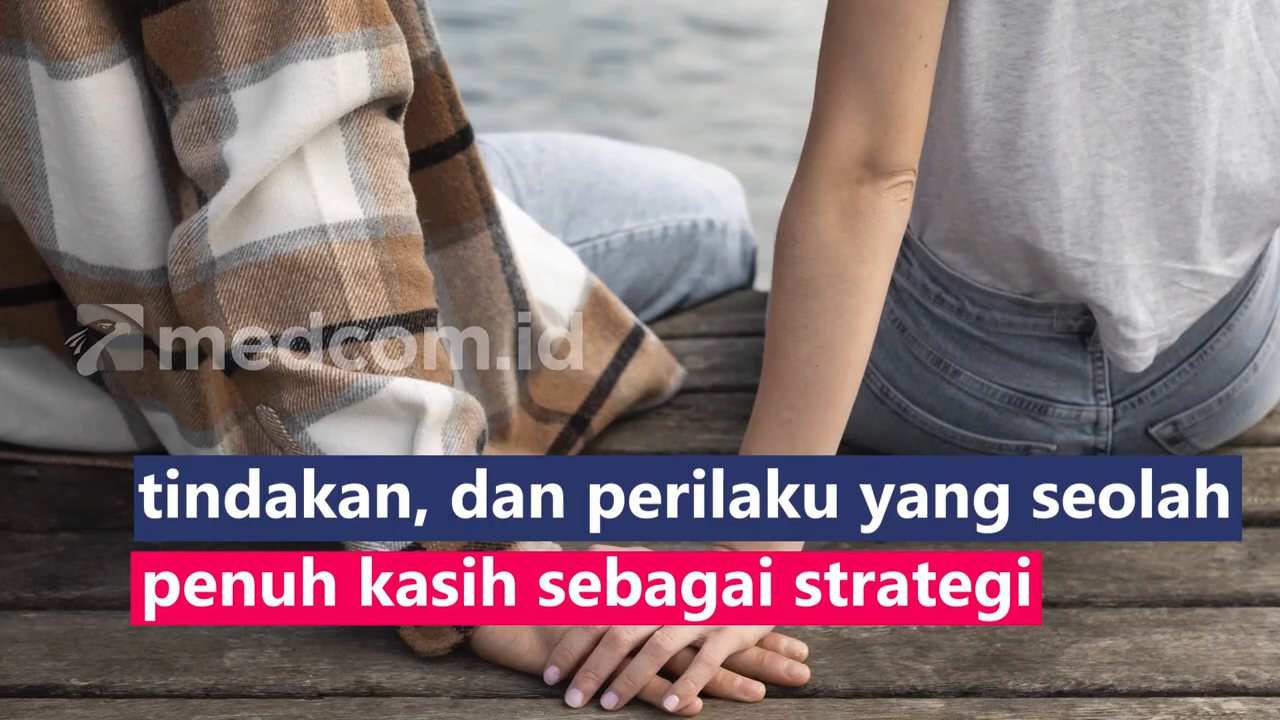 medcom.id
tindakan, dan perilaku yang seolah
penuh kasih sebagai strategi